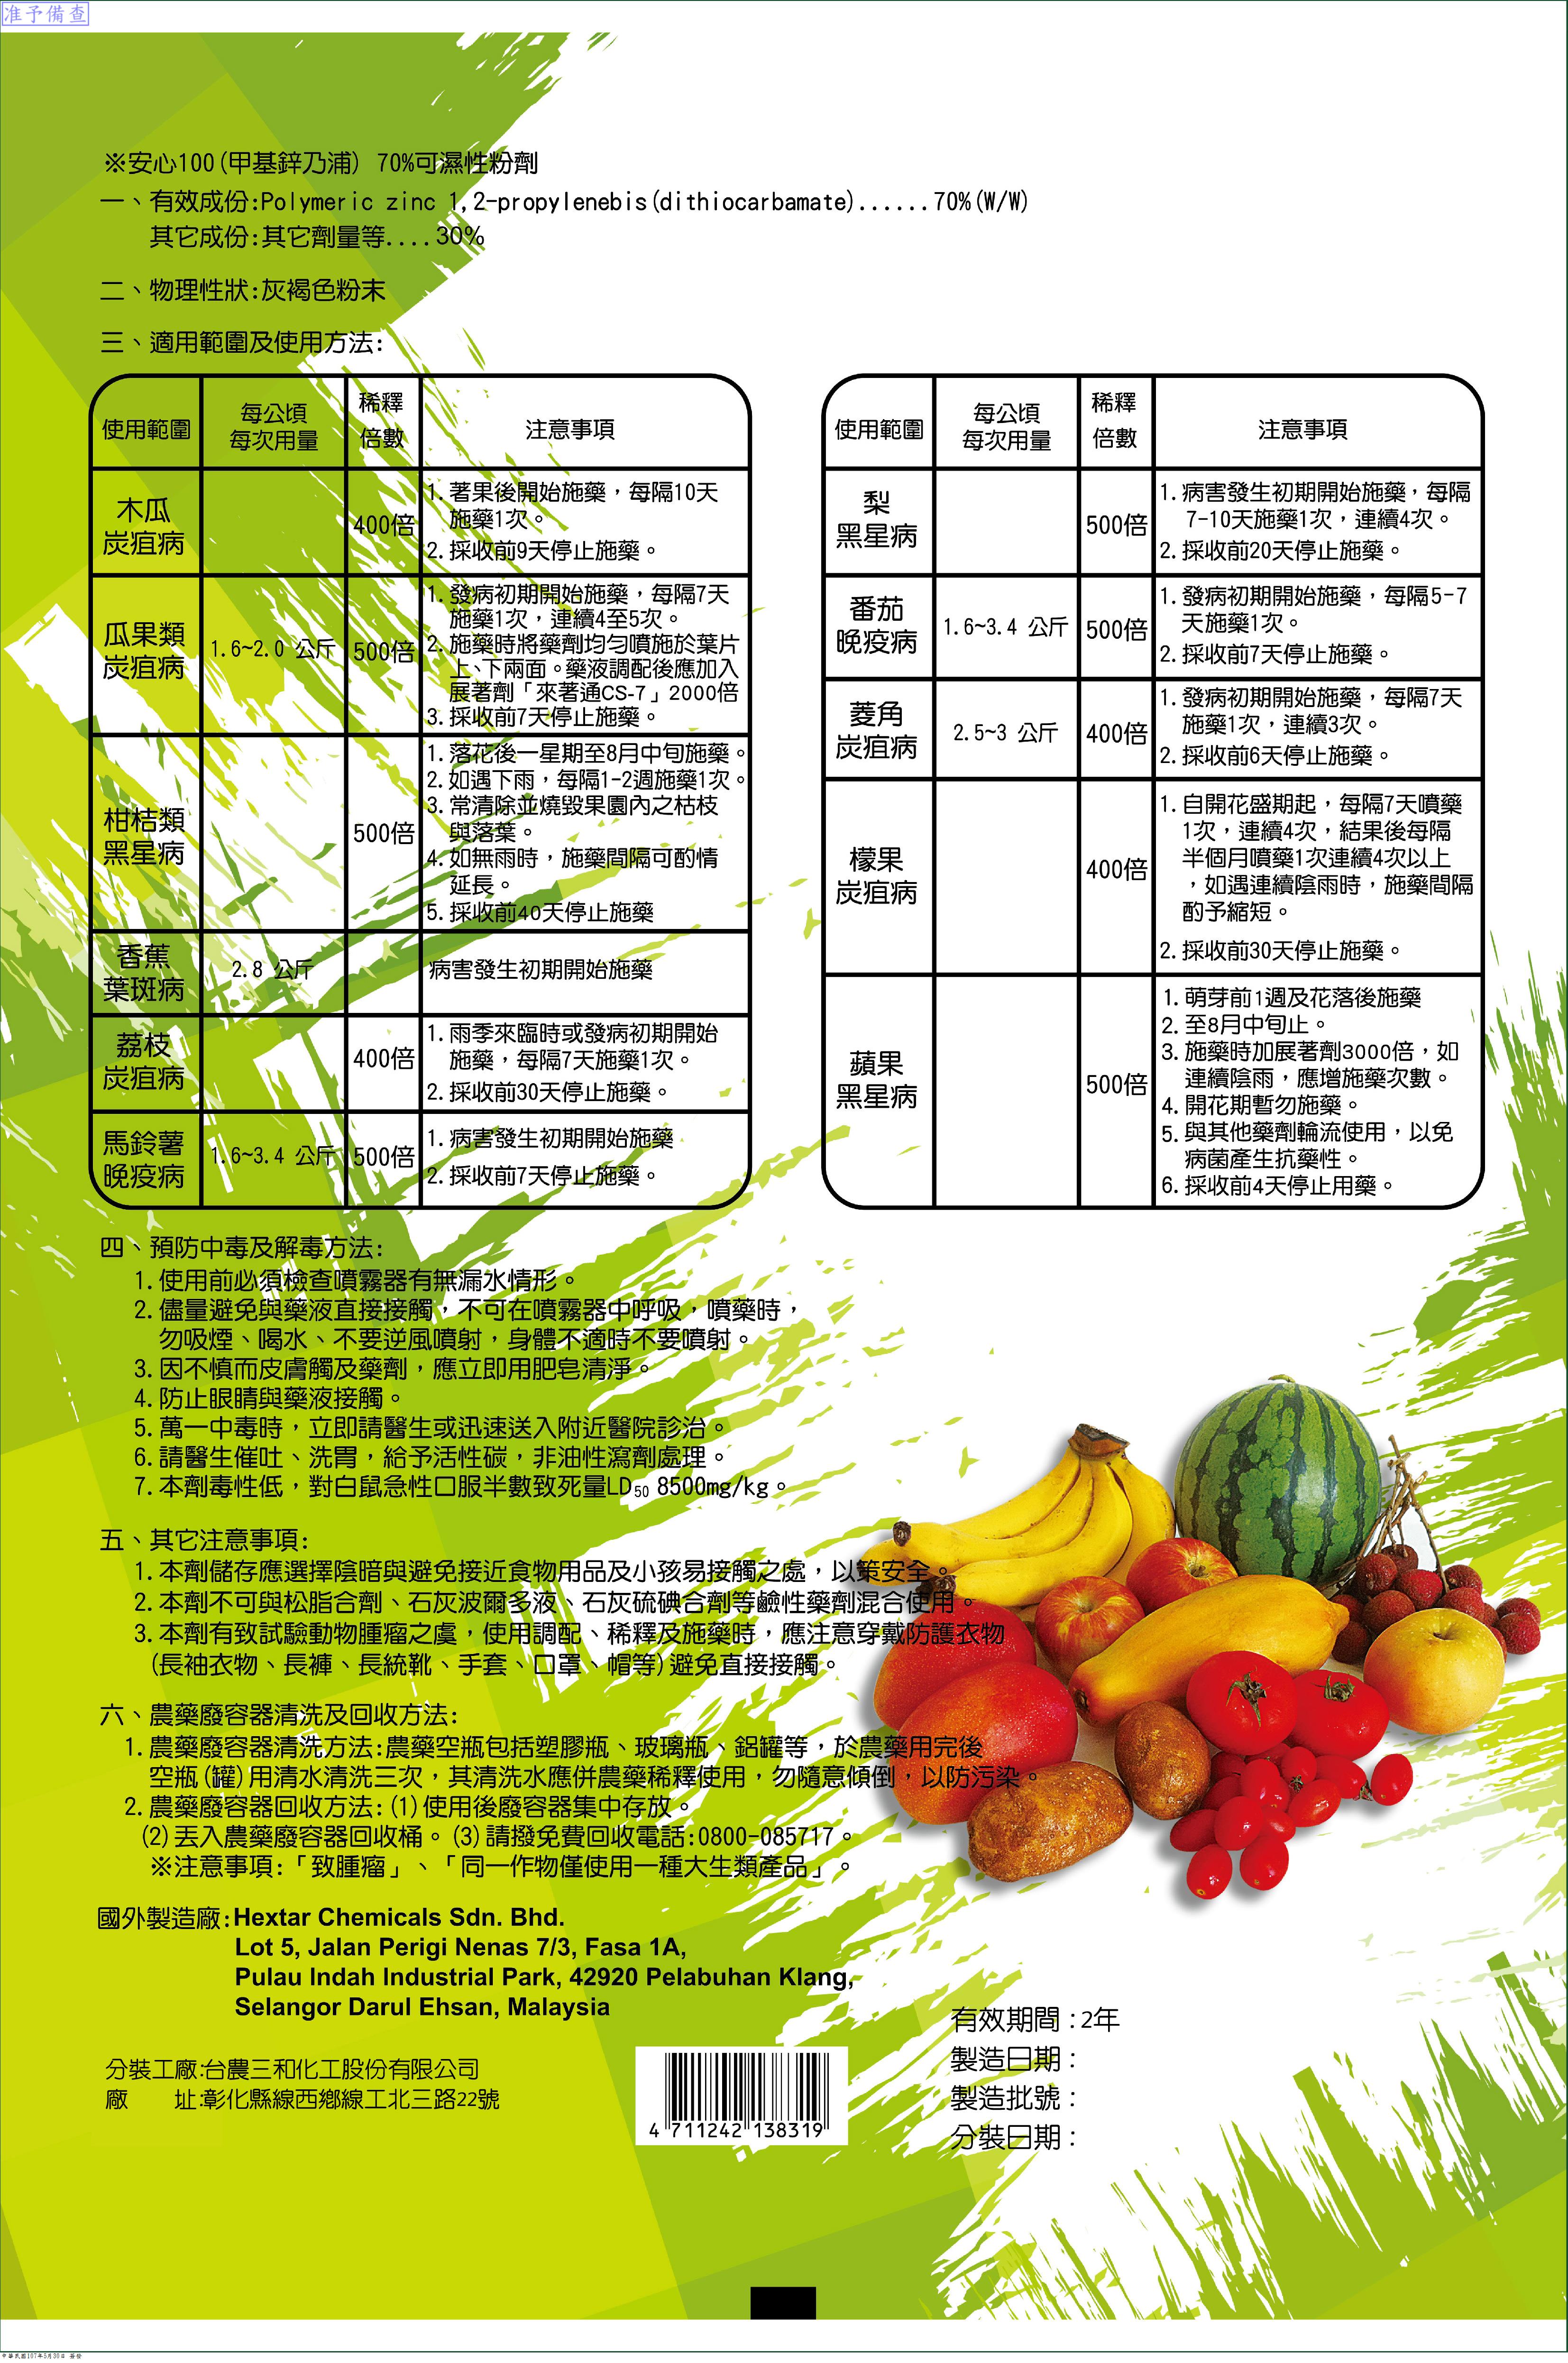 准予備查
※安心100(甲基鋅乃浦) 70%可濕性粉劑
一、有效成份:Polymeric zinc 1,2-propylenebis(dithiocarbamate)......70%(W/W)
其它成份:其它劑量等....30%
二、物理性狀:灰褐色粉末
三、適用範圍及使用方法:
使用範圍
每公頃
每次用量
稀釋
倍數
注意事項
木瓜
炭疽病
400倍
1.著果後開始施藥，每隔10天
施藥1次。
2.採收前9天停止施藥。
瓜果類
炭疽病
1.6~2.0 公斤
500倍
1.發病初期開始施藥，每隔7天
施藥1次，連續4至5次。
2.施藥時將藥劑均勻噴施於葉片
上、下兩面。藥液調配後應加入
展著劑「來著通CS-7」2000倍
3.採收前7天停止施藥。
柑桔類
黑星病
500倍
1.落花後一星期至8月中旬施藥。
2.如遇下雨，每隔1-2週施藥1次。
3.常清除並燒毀果園內之枯枝
與落葉。
4.如無雨時，施藥間隔可酌情
延長。
5.採收前40天停止施藥
香蕉
葉斑病
2.8 公斤
病害發生初期開始施藥
荔枝
炭疽病
400倍
1.雨季來臨時或發病初期開始
施藥，每隔7天施藥1次。
2.採收前30天停止施藥。
馬鈴薯
晚疫病
1.6~3.4 公斤
500倍
1.病害發生初期開始施藥
2.採收前7天停止施藥。
使用範圍
每公頃
每次用量
稀釋
倍數
注意事項
梨
黑星病
500倍
1.病害發生初期開始施藥，每隔
7-10天施藥1次，連續4次。
2.採收前20天停止施藥。
番茄
晚疫病
1.6~3.4 公斤
500倍
1.發病初期開始施藥，每隔5-7
天施藥1次。
2.採收前7天停止施藥。
菱角
炭疽病
2.5~3 公斤
400倍
1.發病初期開始施藥，每隔7天
施藥1次，連續3次。
2.採收前6天停止施藥。
檬果
炭疽病
400倍
1.自開花盛期起，每隔7天噴藥
1次，連續4次，結果後每隔
半個月噴藥1次連續4次以上
，如遇連續陰雨時，施藥間隔
酌予縮短。
2.採收前30天停止施藥。
蘋果
黑星病
500倍
1.萌芽前1週及花落後施藥
2.至8月中旬止。
3.施藥時加展著劑3000倍，如
連續陰雨，應增施藥次數。
4.開花期暫勿施藥。
5.與其他藥劑輪流使用，以免
病菌產生抗藥性。
6.採收前4天停止用藥。
四、預防中毒及解毒方法:
1.使用前必須檢查噴霧器有無漏水情形。
2.儘量避免與藥液直接接觸，不可在噴霧器中呼吸，噴藥時，
勿吸煙、喝水、不要逆風噴射，身體不適時不要噴射。
3.因不慎而皮膚觸及藥劑，應立即用肥皂清淨。
4.防止眼睛與藥液接觸。
5.萬一中毒時，立即請醫生或迅速送入附近醫院診治。
6.請醫生催吐、洗胃，給予活性碳，非油性瀉劑處理。
7.本劑毒性低，對白鼠急性口服半數致死量LD50 8500mg/kg。
五、其它注意事項:
1.本劑儲存應選擇陰暗與避免接近食物用品及小孩易接觸之處，以策安全。
2.本劑不可與松脂合劑、石灰波爾多液、石灰硫碘合劑等鹼性藥劑混合使用。
3.本劑有致試驗動物腫瘤之虞，使用調配、稀釋及施藥時，應注意穿戴防護衣物
(長袖衣物、長褲、長統靴、手套、口罩、帽等)避免直接接觸。
六、農藥廢容器清洗及回收方法:
1.農藥廢容器清洗方法:農藥空瓶包括塑膠瓶、玻璃瓶、鋁罐等，於農藥用完後
空瓶(罐)用清水清洗三次，其清洗水應併農藥稀釋使用，勿隨意傾倒，以防污染。
2.農藥廢容器回收方法:(1)使用後廢容器集中存放。
(2)丟入農藥廢容器回收桶。(3)請撥免費回收電話:0800-085717。
※注意事項:「致腫瘤」、「同一作物僅使用一種大生類產品」。
國外製造廠:Hextar Chemicals Sdn. Bhd.
Lot 5, Jalan Perigi Nenas 7/3, Fasa 1A,
Pulau Indah Industrial Park, 42920 Pelabuhan Klang,
Selangor Darul Ehsan, Malaysia
分裝工廠:台農三和化工股份有限公司
廠　　址:彰化縣線西鄉線工北三路22號
4 711242 138319
有效期間:2年
製造日期:
製造批號:
分裝日期:
中華民國107年5月30日 簽發